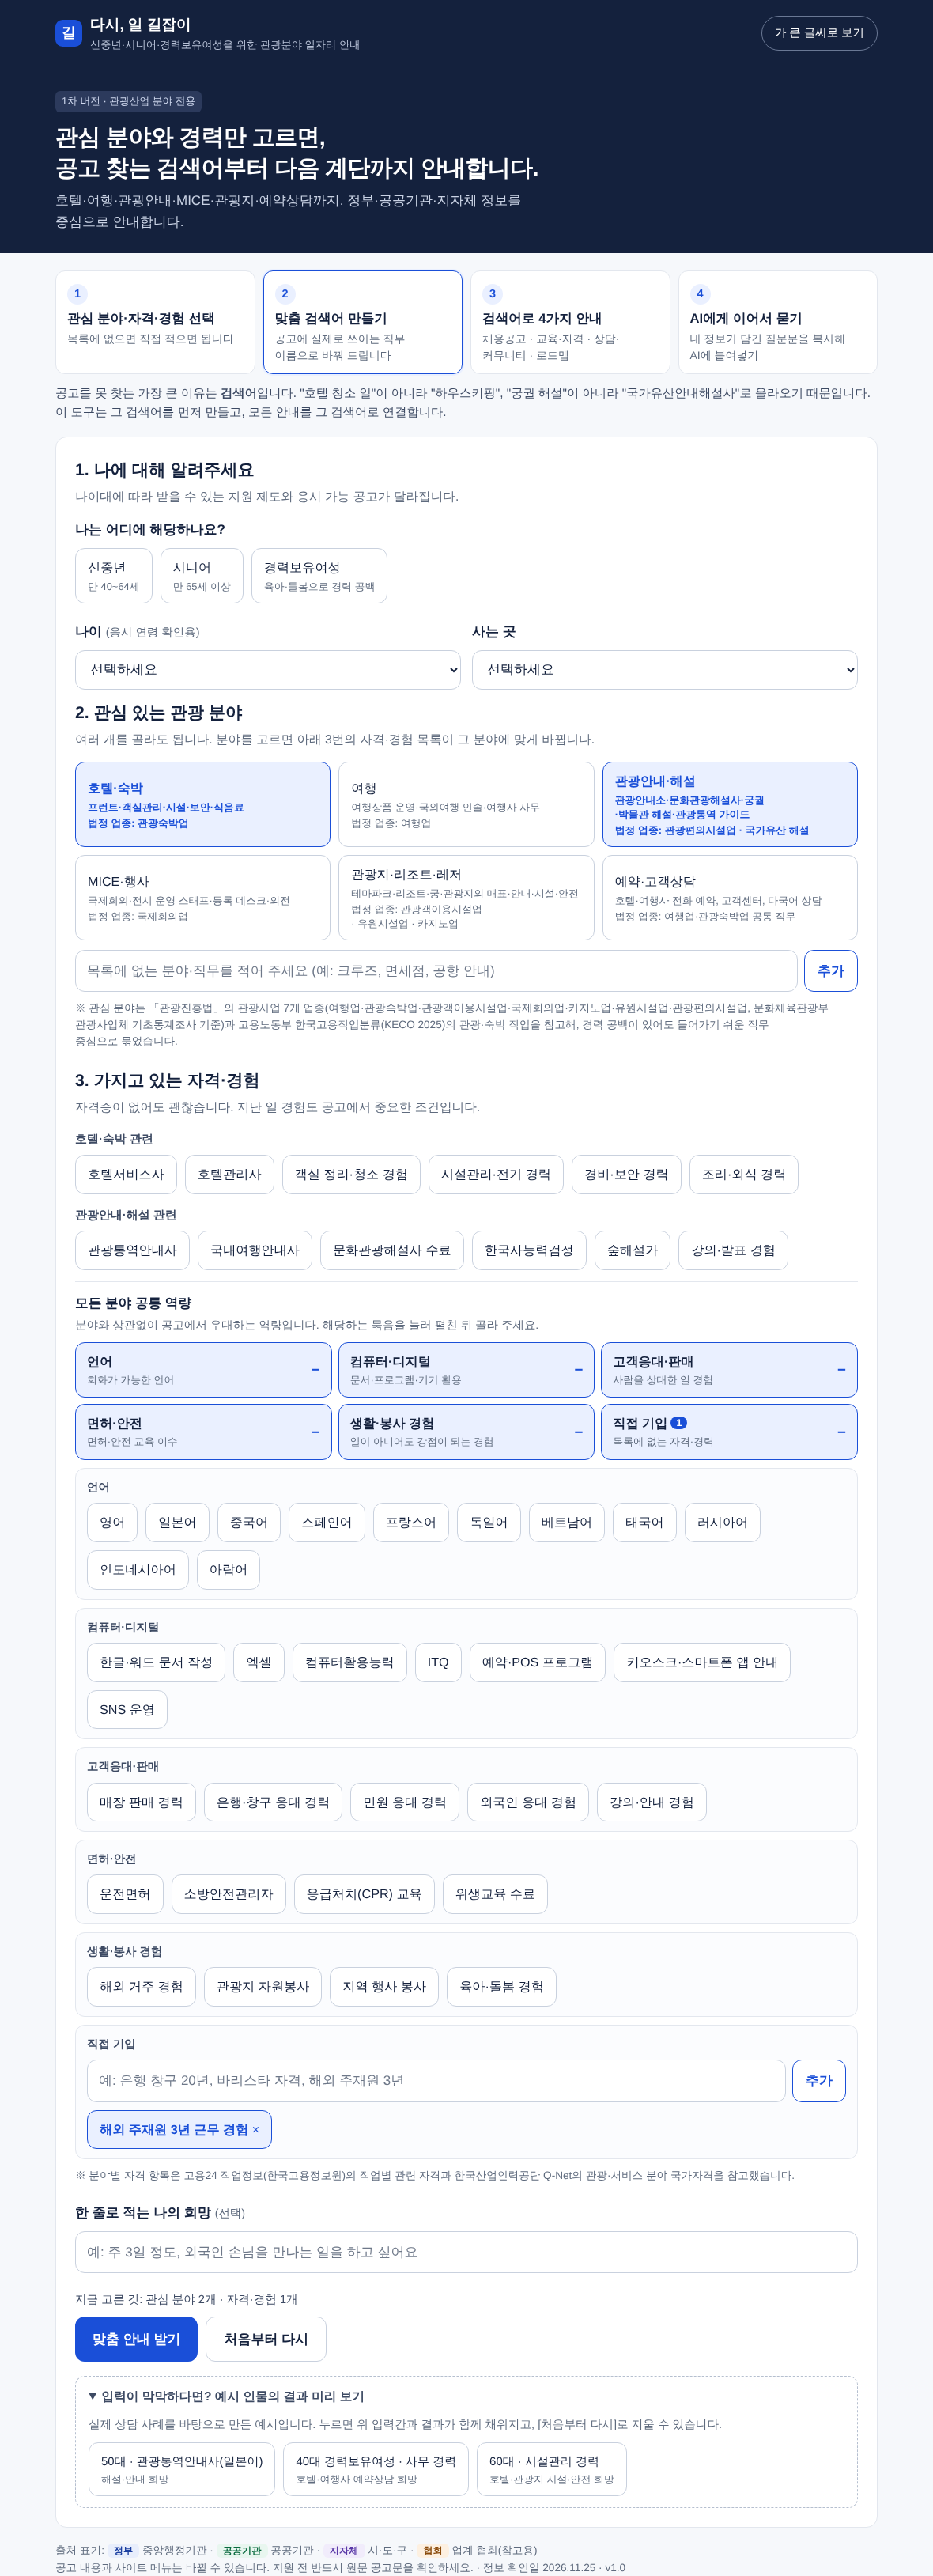 길
다시, 일 길잡이
신중년·시니어·경력보유여성을 위한 관광분야 일자리 안내
가 큰 글씨로 보기
1차 버전 · 관광산업 분야 전용
관심 분야와 경력만 고르면,
공고 찾는 검색어부터 다음 계단까지 안내합니다.
호텔·여행·관광안내·MICE·관광지·예약상담까지. 정부·공공기관·지자체 정보를
중심으로 안내합니다.
1
관심 분야·자격·경험 선택
목록에 없으면 직접 적으면 됩니다
2
맞춤 검색어 만들기
공고에 실제로 쓰이는 직무
이름으로 바꿔 드립니다
3
검색어로 4가지 안내
채용공고 · 교육·자격 · 상담·
커뮤니티 · 로드맵
4
AI에게 이어서 묻기
내 정보가 담긴 질문문을 복사해
AI에 붙여넣기
공고를 못 찾는 가장 큰 이유는 검색어입니다. "호텔 청소 일"이 아니라 "하우스키핑", "궁궐 해설"이 아니라 "국가유산안내해설사"로 올라오기 때문입니다.
이 도구는 그 검색어를 먼저 만들고, 모든 안내를 그 검색어로 연결합니다.
1. 나에 대해 알려주세요
나이대에 따라 받을 수 있는 지원 제도와 응시 가능 공고가 달라집니다.
나는 어디에 해당하나요?
신중년
만 40~64세
시니어
만 65세 이상
경력보유여성
육아·돌봄으로 경력 공백
나이 (응시 연령 확인용)
선택하세요
사는 곳
선택하세요
2. 관심 있는 관광 분야
여러 개를 골라도 됩니다. 분야를 고르면 아래 3번의 자격·경험 목록이 그 분야에 맞게 바뀝니다.
호텔·숙박
프런트·객실관리·시설·보안·식음료
법정 업종: 관광숙박업
여행
여행상품 운영·국외여행 인솔·여행사 사무
법정 업종: 여행업
관광안내·해설
관광안내소·문화관광해설사·궁궐
·박물관 해설·관광통역 가이드
법정 업종: 관광편의시설업 · 국가유산 해설
MICE·행사
국제회의·전시 운영 스태프·등록 데스크·의전
법정 업종: 국제회의업
관광지·리조트·레저
테마파크·리조트·궁·관광지의 매표·안내·시설·안전
법정 업종: 관광객이용시설업
· 유원시설업 · 카지노업
예약·고객상담
호텔·여행사 전화 예약, 고객센터, 다국어 상담
법정 업종: 여행업·관광숙박업 공통 직무
목록에 없는 분야·직무를 적어 주세요 (예: 크루즈, 면세점, 공항 안내)
추가
※ 관심 분야는 「관광진흥법」의 관광사업 7개 업종(여행업·관광숙박업·관광객이용시설업·국제회의업·카지노업·유원시설업·관광편의시설업, 문화체육관광부
관광사업체 기초통계조사 기준)과 고용노동부 한국고용직업분류(KECO 2025)의 관광·숙박 직업을 참고해, 경력 공백이 있어도 들어가기 쉬운 직무
중심으로 묶었습니다.
3. 가지고 있는 자격·경험
자격증이 없어도 괜찮습니다. 지난 일 경험도 공고에서 중요한 조건입니다.
호텔·숙박 관련
호텔서비스사
호텔관리사
객실 정리·청소 경험
시설관리·전기 경력
경비·보안 경력
조리·외식 경력
관광안내·해설 관련
관광통역안내사
국내여행안내사
문화관광해설사 수료
한국사능력검정
숲해설가
강의·발표 경험
모든 분야 공통 역량
분야와 상관없이 공고에서 우대하는 역량입니다. 해당하는 묶음을 눌러 펼친 뒤 골라 주세요.
언어
회화가 가능한 언어
−
컴퓨터·디지털
문서·프로그램·기기 활용
−
고객응대·판매
사람을 상대한 일 경험
−
면허·안전
면허·안전 교육 이수
−
생활·봉사 경험
일이 아니어도 강점이 되는 경험
−
직접 기입 1
목록에 없는 자격·경력
−
언어
영어
일본어
중국어
스페인어
프랑스어
독일어
베트남어
태국어
러시아어
인도네시아어
아랍어
컴퓨터·디지털
한글·워드 문서 작성
엑셀
컴퓨터활용능력
ITQ
예약·POS 프로그램
키오스크·스마트폰 앱 안내
SNS 운영
고객응대·판매
매장 판매 경력
은행·창구 응대 경력
민원 응대 경력
외국인 응대 경험
강의·안내 경험
면허·안전
운전면허
소방안전관리자
응급처치(CPR) 교육
위생교육 수료
생활·봉사 경험
해외 거주 경험
관광지 자원봉사
지역 행사 봉사
육아·돌봄 경험
직접 기입
예: 은행 창구 20년, 바리스타 자격, 해외 주재원 3년
추가
해외 주재원 3년 근무 경험 ×
※ 분야별 자격 항목은 고용24 직업정보(한국고용정보원)의 직업별 관련 자격과 한국산업인력공단 Q-Net의 관광·서비스 분야 국가자격을 참고했습니다.
한 줄로 적는 나의 희망 (선택)
예: 주 3일 정도, 외국인 손님을 만나는 일을 하고 싶어요
지금 고른 것: 관심 분야 2개 · 자격·경험 1개
맞춤 안내 받기
처음부터 다시
▼ 입력이 막막하다면? 예시 인물의 결과 미리 보기
실제 상담 사례를 바탕으로 만든 예시입니다. 누르면 위 입력칸과 결과가 함께 채워지고, [처음부터 다시]로 지울 수 있습니다.
50대 · 관광통역안내사(일본어)
해설·안내 희망
40대 경력보유여성 · 사무 경력
호텔·여행사 예약상담 희망
60대 · 시설관리 경력
호텔·관광지 시설·안전 희망
출처 표기: 정부 중앙행정기관 · 공공기관 공공기관 · 지자체 시·도·구 · 협회 업계 협회(참고용)
공고 내용과 사이트 메뉴는 바뀔 수 있습니다. 지원 전 반드시 원문 공고문을 확인하세요. · 정보 확인일 2026.11.25 · v1.0